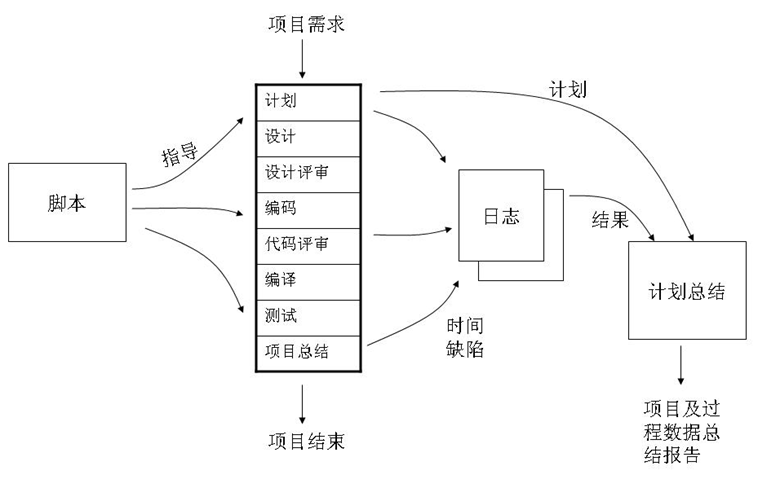 项目需求
计划
计划
设计
指导
设计评审
脚本
编码
日志
结果
代码评审
编译
计划总结
测试
时间
缺陷
项目总结
项目及过
程数据总
结报告
项目结束